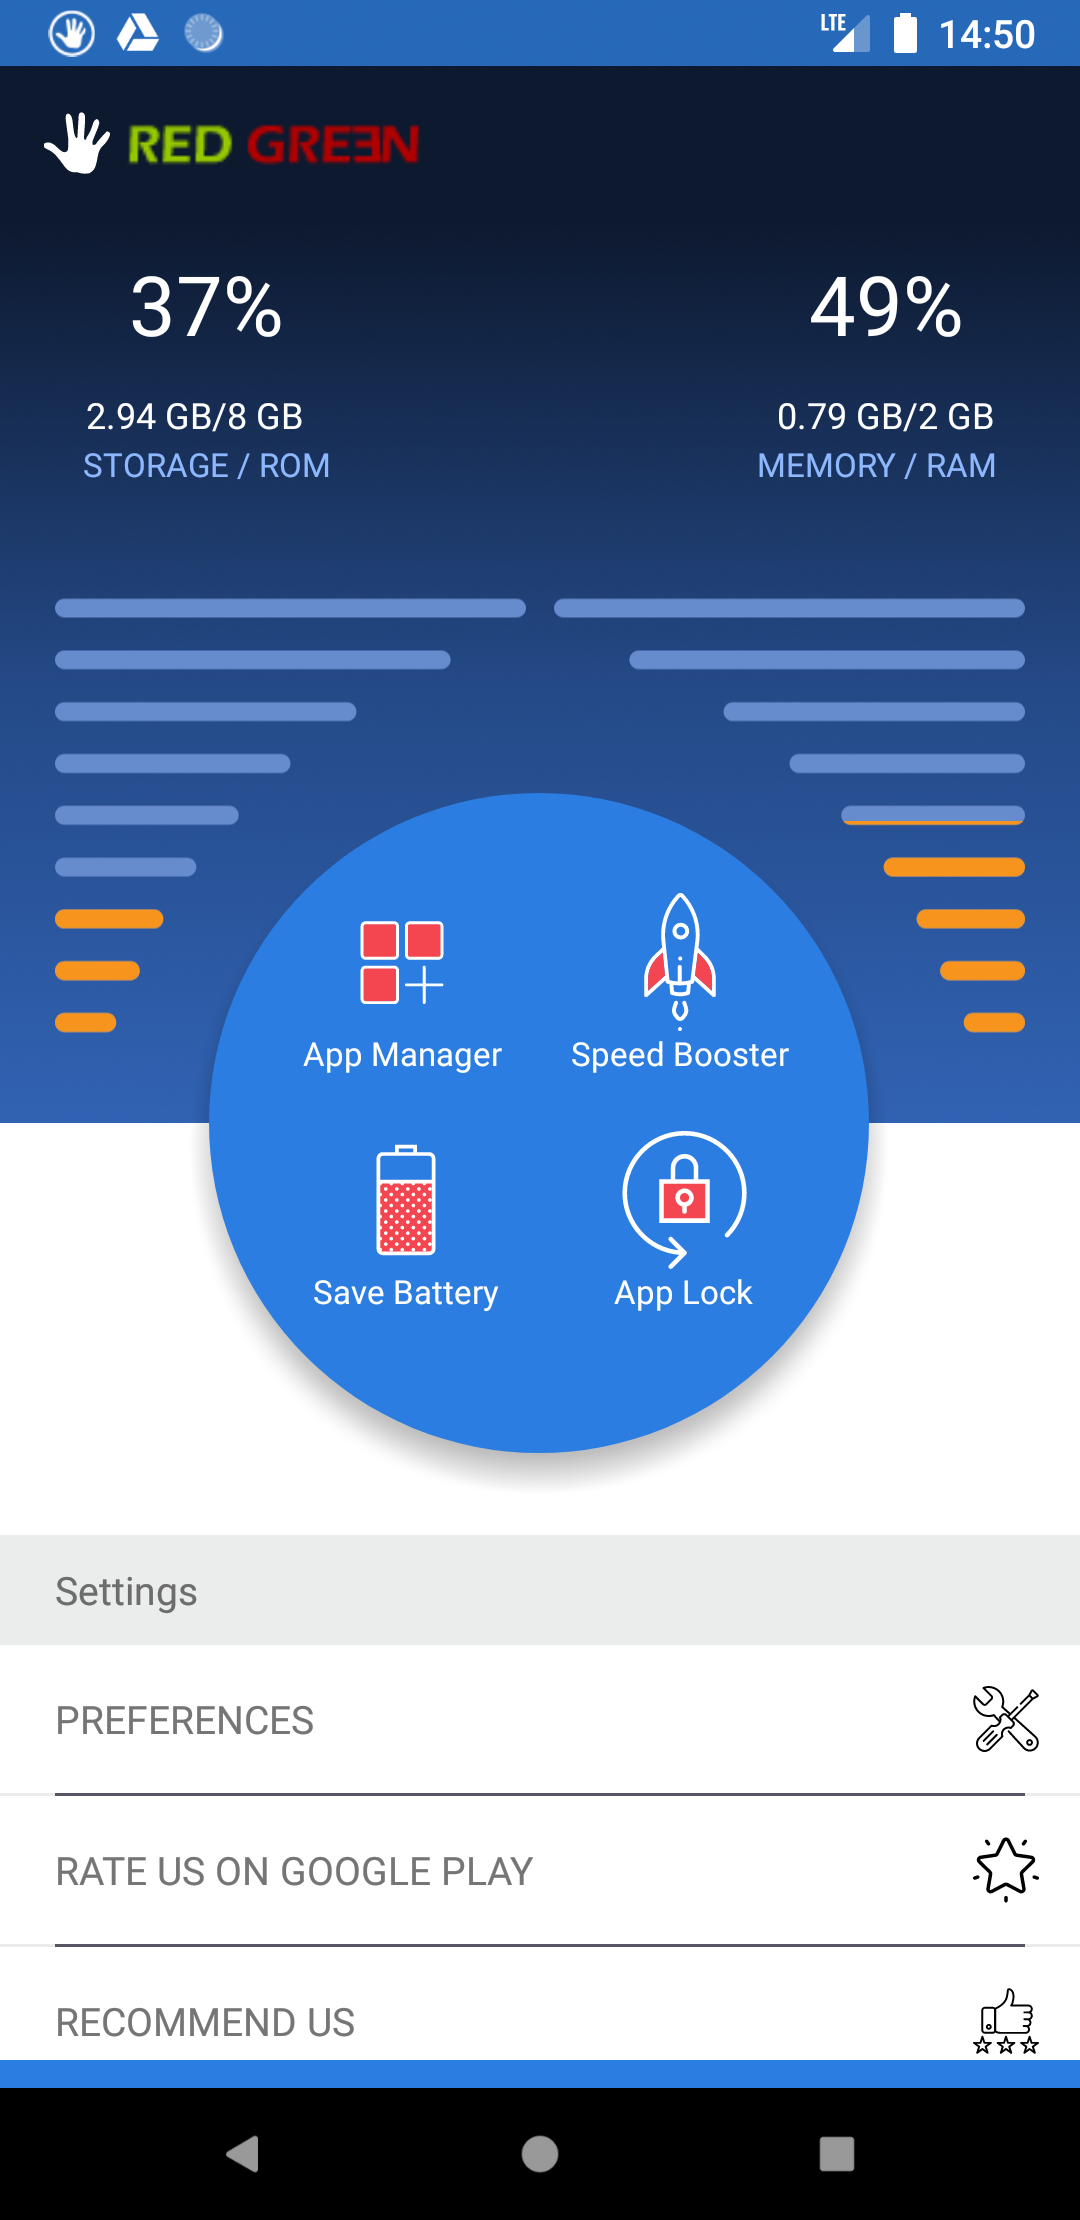 LTE 14:50
RED GREƎN
37% 49%
2.94 GB/8 GB 0.79 GB/2 GB
STORAGE / ROM MEMORY / RAM
App Manager Speed Booster
Save Battery App Lock
Settings
PREFERENCES
RATE US ON GOOGLE PLAY
RECOMMEND US